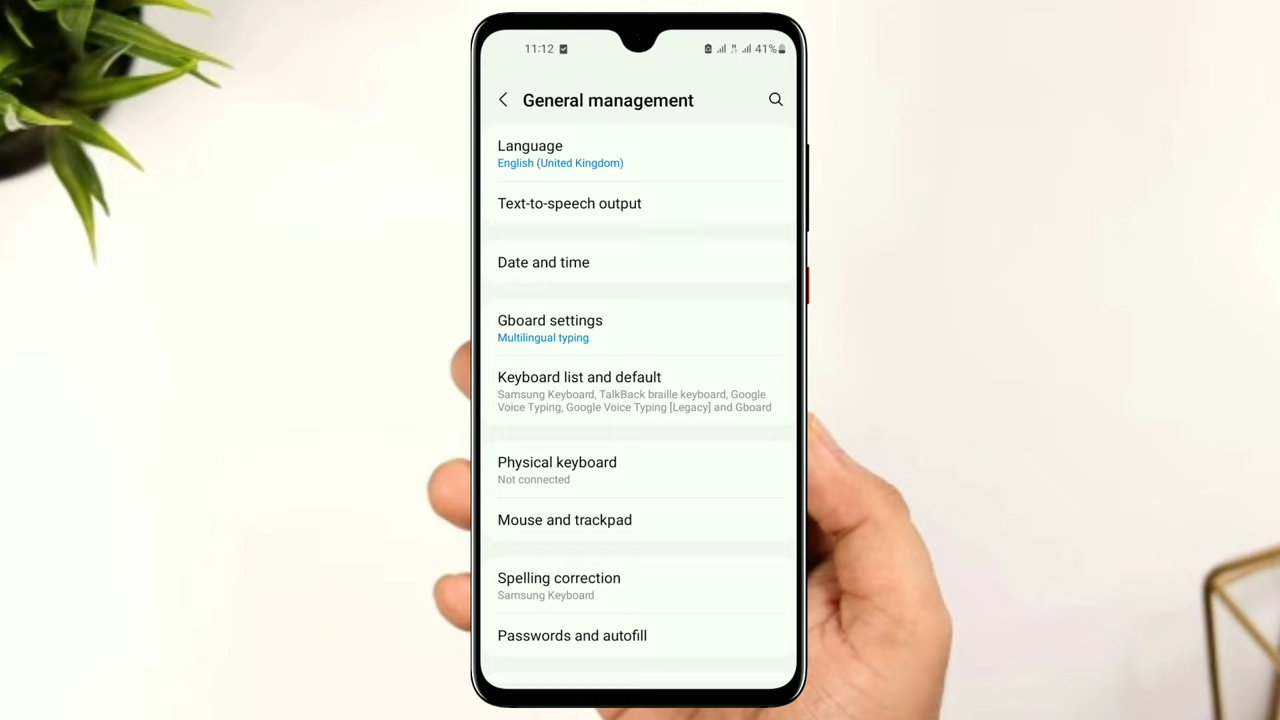 11:12
41%
General management
Language
English (United Kingdom)
Text-to-speech output
Date and time
Gboard settings
Multilingual typing
Keyboard list and default
Samsung Keyboard, TalkBack braille keyboard, Google
Voice Typing, Google Voice Typing [Legacy] and Gboard
Physical keyboard
Not connected
Mouse and trackpad
Spelling correction
Samsung Keyboard
Passwords and autofill